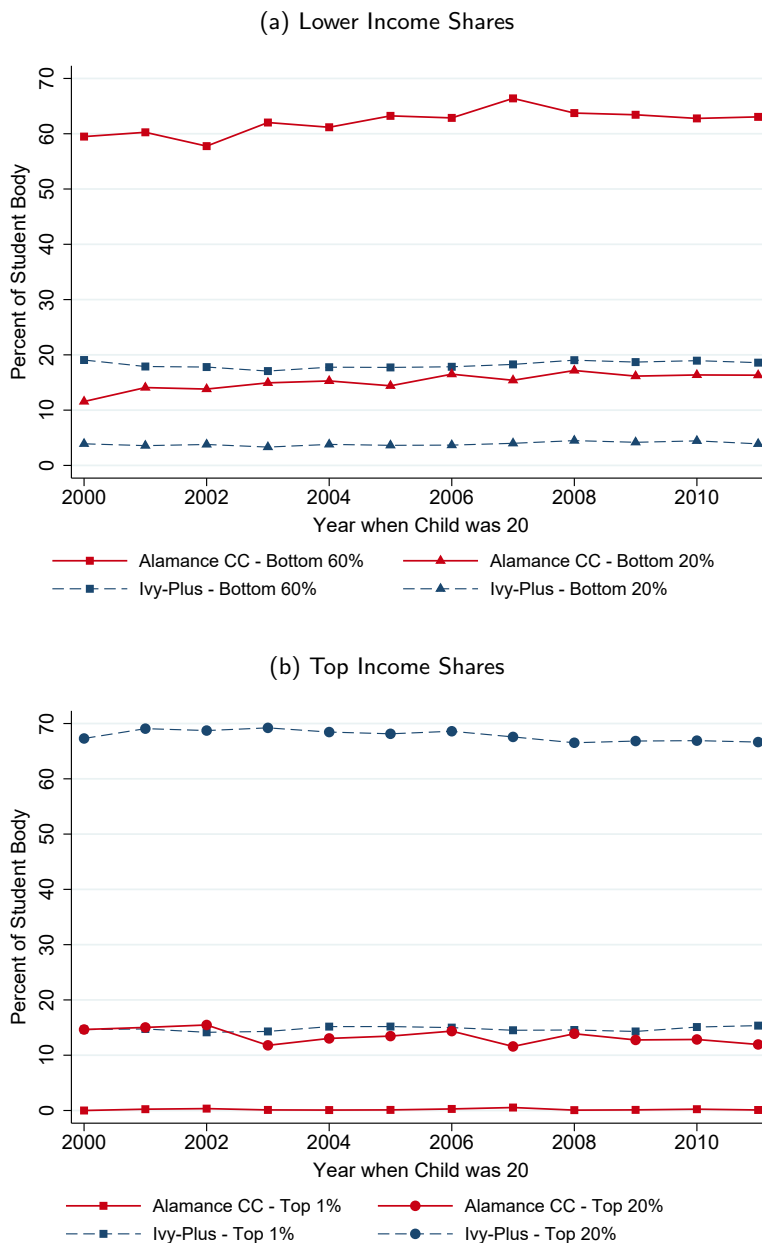 (a) Lower Income Shares
70
60
50
40
30
20
10
0
Percent of Student Body
2000 2002 2004 2006 2008 2010
Year when Child was 20
Alamance CC - Bottom 60% Alamance CC - Bottom 20%
Ivy-Plus - Bottom 60% Ivy-Plus - Bottom 20%
(b) Top Income Shares
70
60
50
40
30
20
10
0
Percent of Student Body
2000 2002 2004 2006 2008 2010
Year when Child was 20
Alamance CC - Top 1% Alamance CC - Top 20%
Ivy-Plus - Top 1% Ivy-Plus - Top 20%